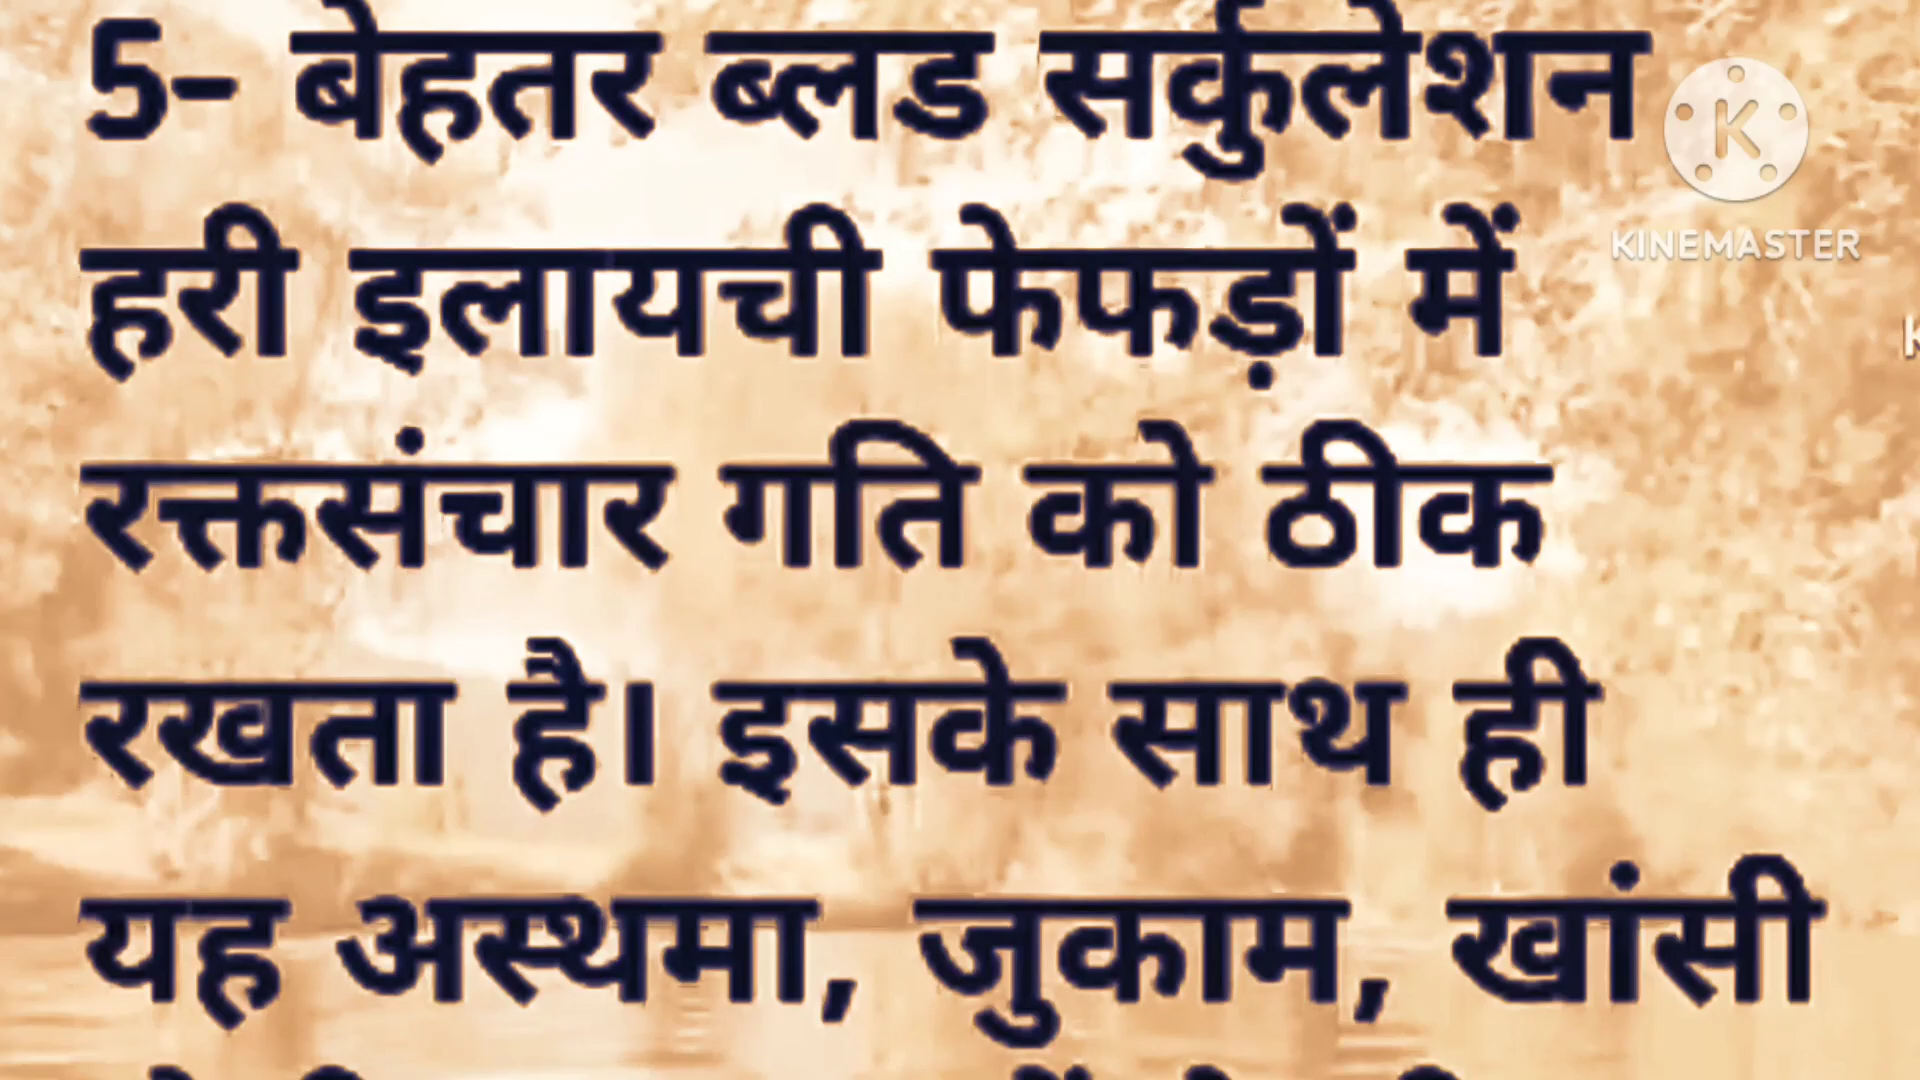 5- बेहतर ब्लड सर्कुलेशन
हरी इलायची फेफड़ों में
रक्तसंचार गति को ठीक
रखता है। इसके साथ ही
यह अस्थमा, जुकाम, खांसी
KINEMASTER